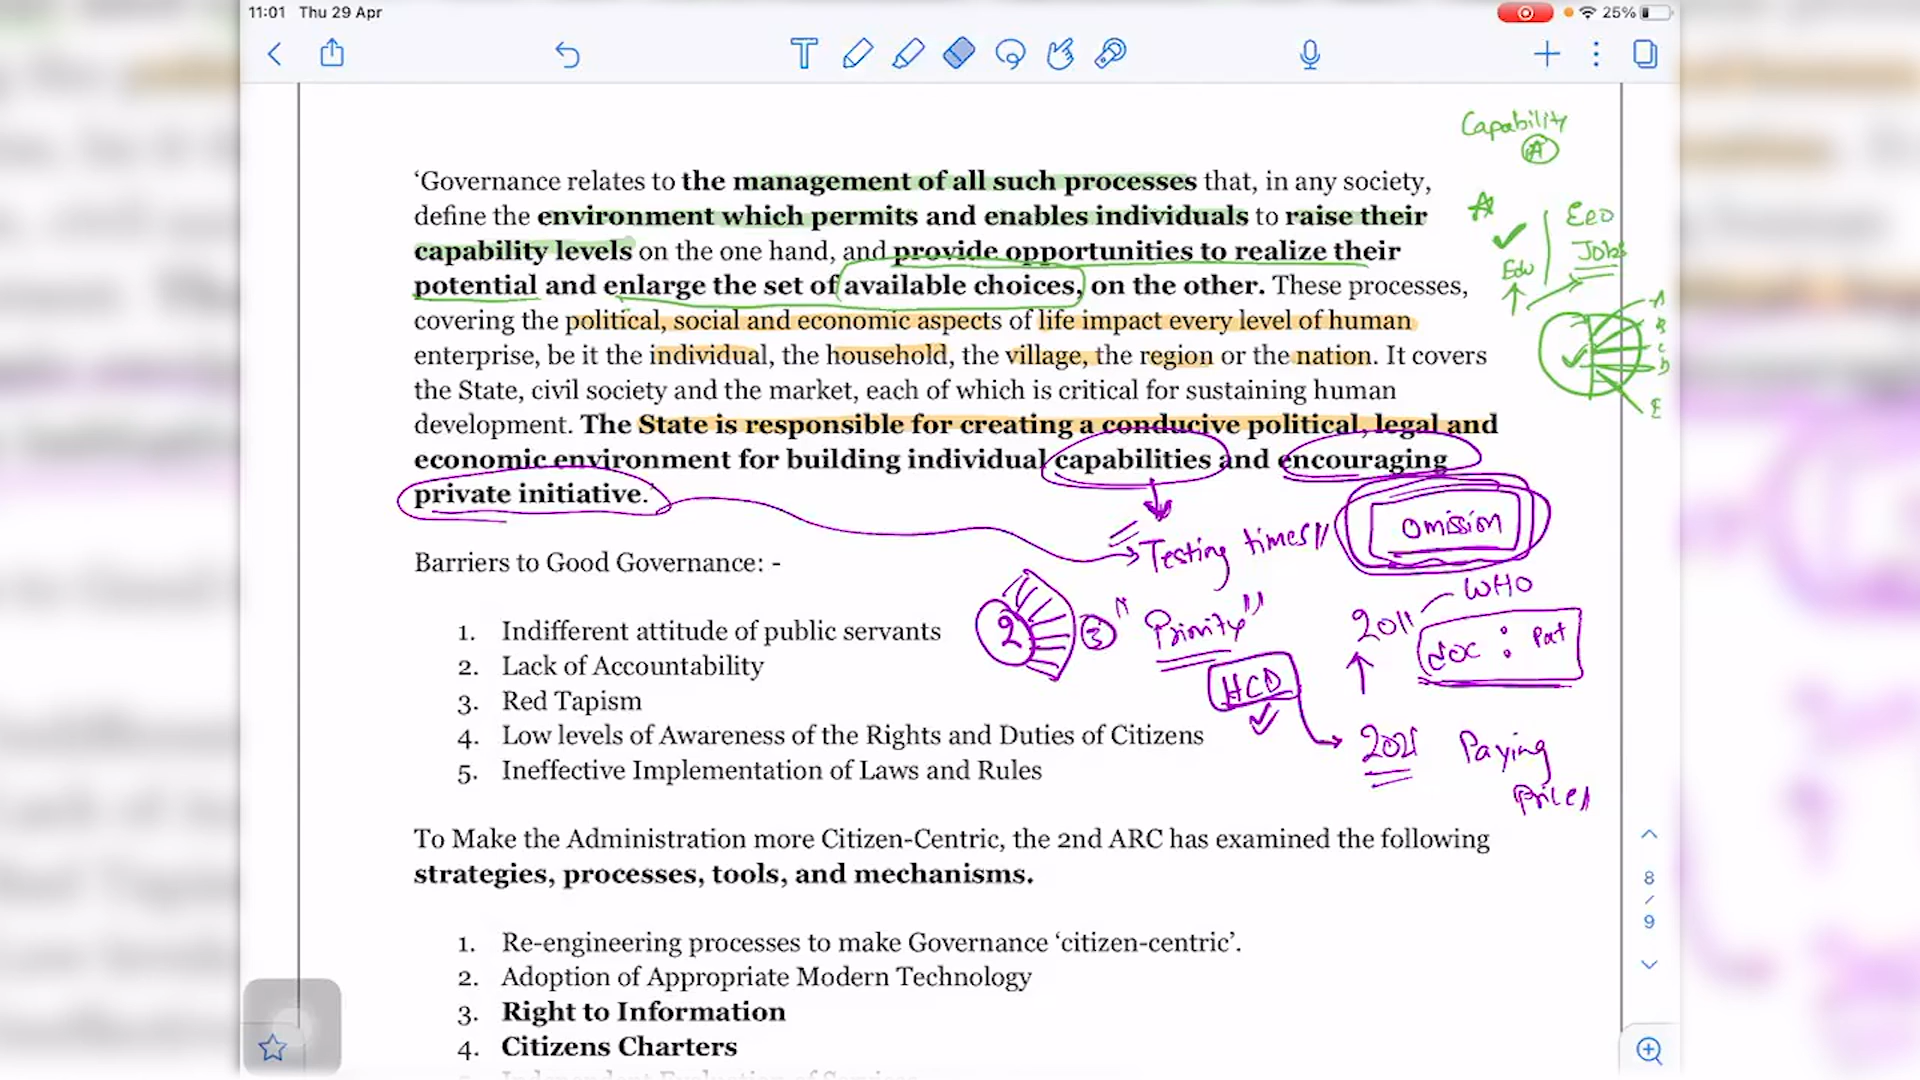 11:01 Thu 29 Apr
25%
Capability
A
‘Governance relates to the management of all such processes that, in any society,
define the environment which permits and enables individuals to raise their
capability levels on the one hand, and provide opportunities to realize their
potential and enlarge the set of available choices, on the other. These processes,
covering the political, social and economic aspects of life impact every level of human
enterprise, be it the individual, the household, the village, the region or the nation. It covers
the State, civil society and the market, each of which is critical for sustaining human
development. The State is responsible for creating a conducive political, legal and
economic environment for building individual capabilities and encouraging
private initiative.’
Edu
Jobs
A
B
C
D
E
Testing times
Omission
Barriers to Good Governance: -
1. Indifferent attitude of public servants
2. Lack of Accountability
3. Red Tapism
4. Low levels of Awareness of the Rights and Duties of Citizens
5. Ineffective Implementation of Laws and Rules
2
3
"Priority"
HCD
2011
WHO
doc : Pat
2021 Paying
Price
To Make the Administration more Citizen-Centric, the 2nd ARC has examined the following
strategies, processes, tools, and mechanisms.
1. Re-engineering processes to make Governance ‘citizen-centric’.
2. Adoption of Appropriate Modern Technology
3. Right to Information
4. Citizens Charters
8
/
9